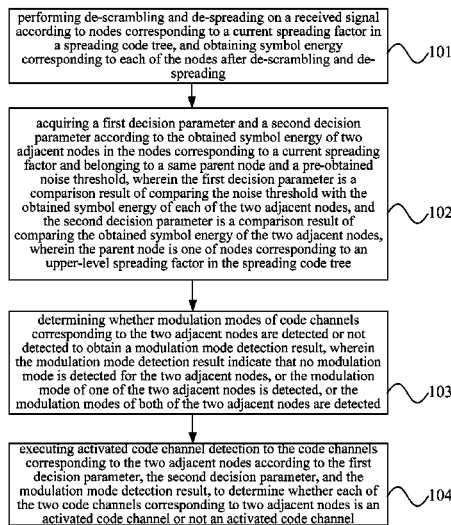 performing de-scrambling and de-spreading on a received signal
according to nodes corresponding to a current spreading factor in
a spreading code tree, and obtaining symbol energy
corresponding to each of the nodes after de-scrambling and de-
spreading
101
acquiring a first decision parameter and a second decision
parameter according to the obtained symbol energy of two
adjacent nodes in the nodes corresponding to a current spreading
factor and belonging to a same parent node and a pre-obtained
noise threshold, wherein the first decision parameter is a
comparison result of comparing the noise threshold with the
obtained symbol energy of each of the two adjacent nodes, and
the second decision parameter is a comparison result of
comparing the obtained symbol energy of the two adjacent nodes,
wherein the parent node is one of nodes corresponding to an
upper-level spreading factor in the spreading code tree
102
determining whether modulation modes of code channels
corresponding to the two adjacent nodes are detected or not
detected to obtain a modulation mode detection result, wherein
the modulation mode detection result indicate that no modulation
mode is detected for the two adjacent nodes, or the modulation
mode of one of the two adjacent nodes is detected, or the
modulation modes of both of the two adjacent nodes are detected
103
executing activated code channel detection to the code channels
corresponding to the two adjacent nodes according to the first
decision parameter, the second decision parameter, and the
modulation mode detection result, to determine whether each of
the two code channels corresponding to two adjacent nodes is an
activated code channel or not an activated code channel
104